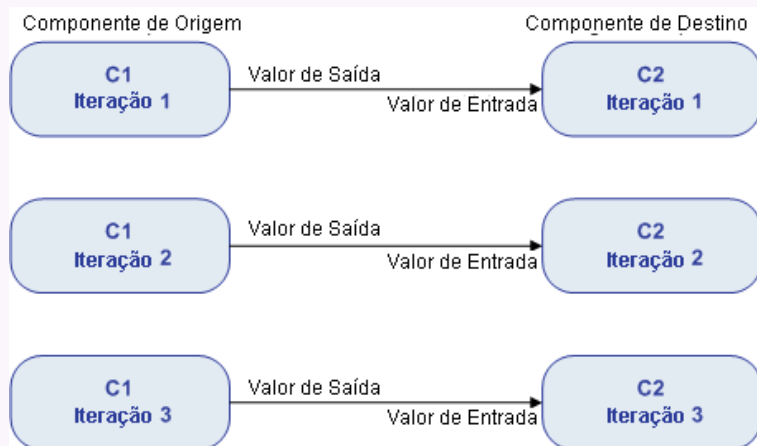 Componente de Origem
Componente de Destino
C1
Iteração 1
Valor de Saída
Valor de Entrada
C2
Iteração 1
C1
Iteração 2
Valor de Saída
Valor de Entrada
C2
Iteração 2
C1
Iteração 3
Valor de Saída
Valor de Entrada
C2
Iteração 3